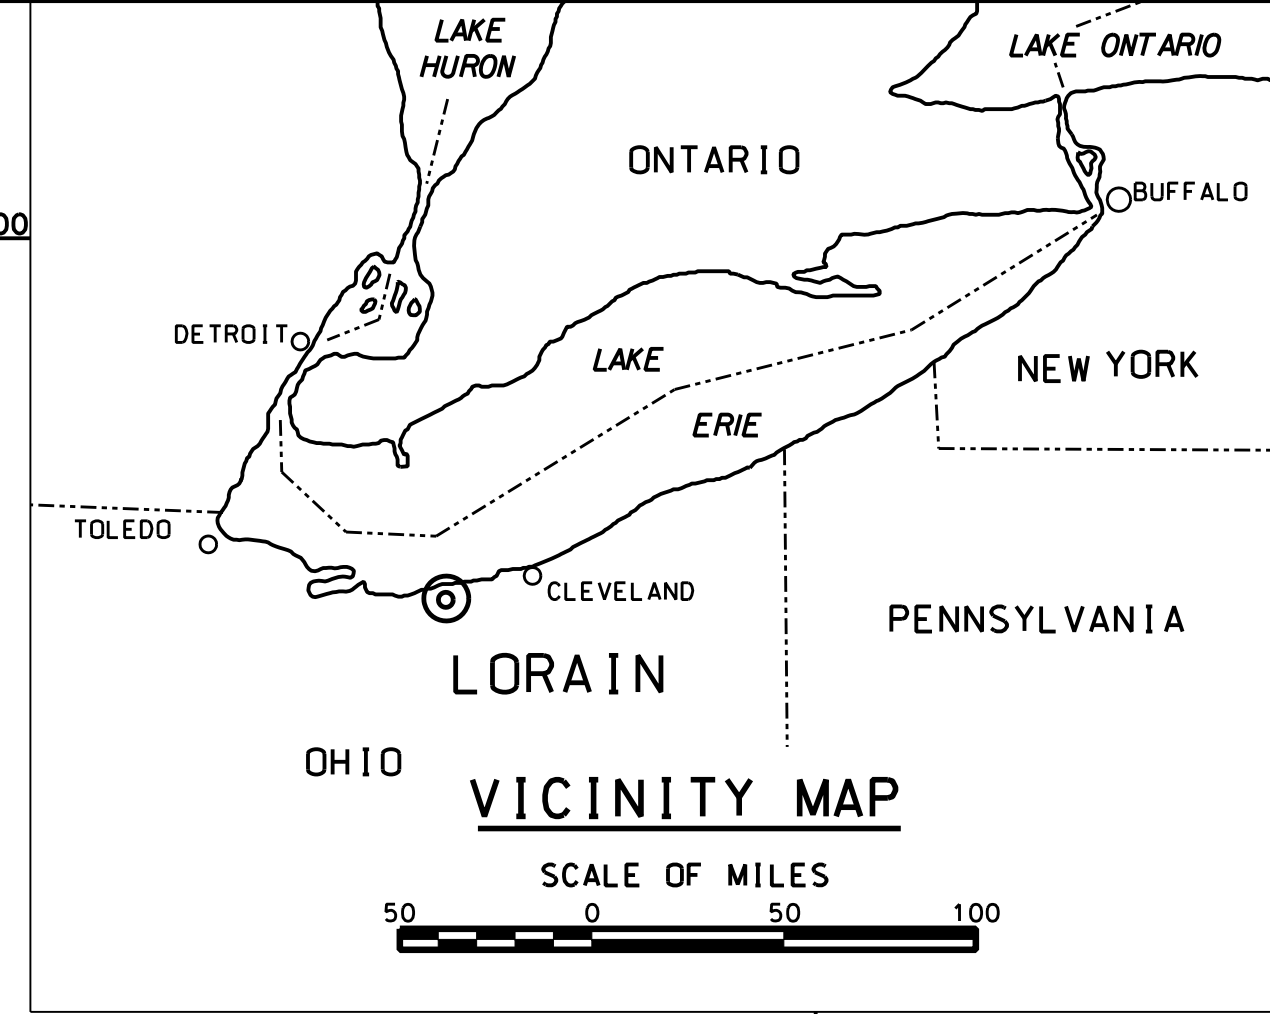 LAKE
HURON
LAKE ONTARIO
ONTARIO
BUFFALO
00
DETROIT
LAKE
ERIE
NEW YORK
TOLEDO
CLEVELAND
PENNSYLVANIA
LORAIN
OHIO
VICINITY MAP
SCALE OF MILES
50 0 50 100